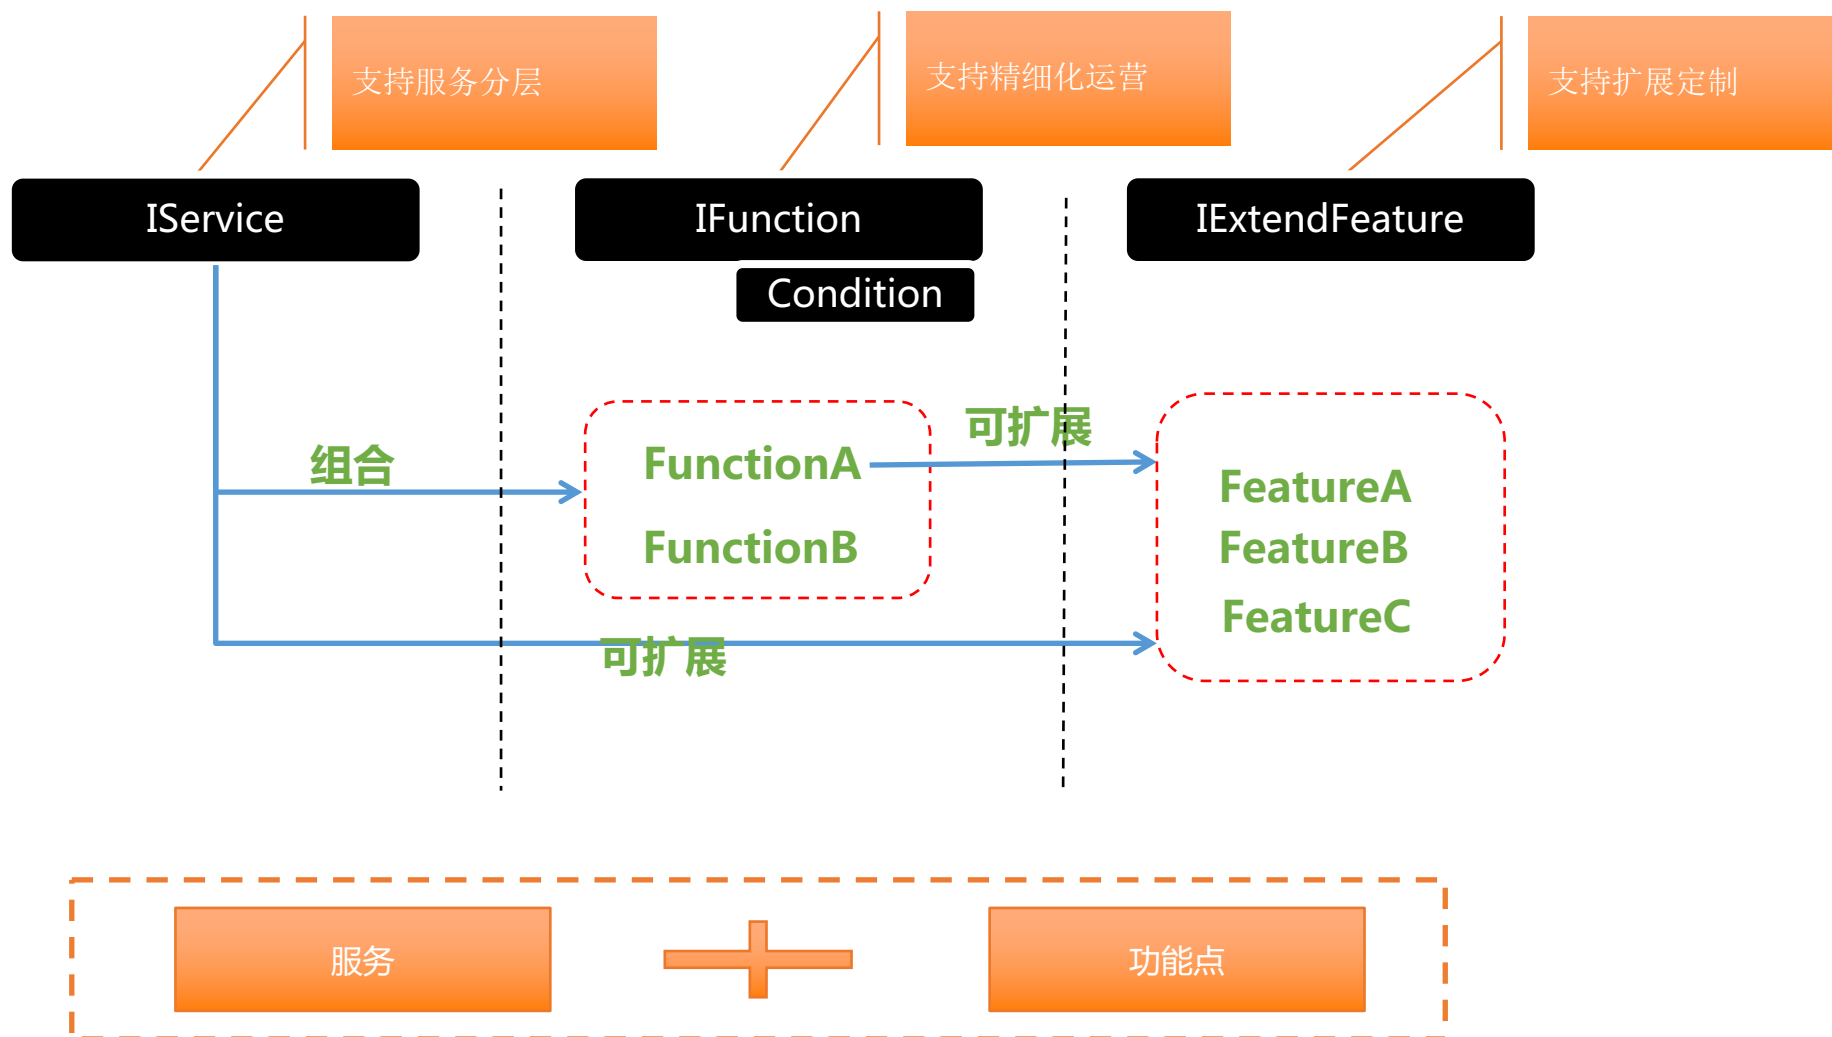 支持服务分层
支持精细化运营
支持扩展定制
IService
IFunction
IExtendFeature
Condition
组合
可扩展
FunctionA
FunctionB
FeatureA
FeatureB
FeatureC
可扩展
服务
功能点